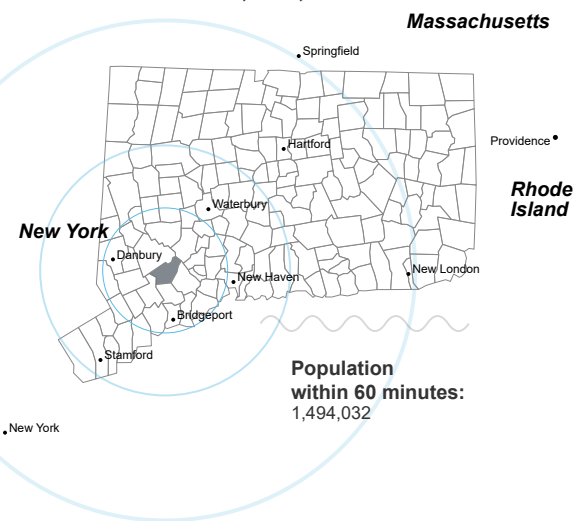 Massachusetts
Springfield
Hartford
Providence
Rhode
Island
Waterbury
New York
Danbury
New Haven
New London
Bridgeport
Stamford
Population
within 60 minutes:
1,494,032
New York